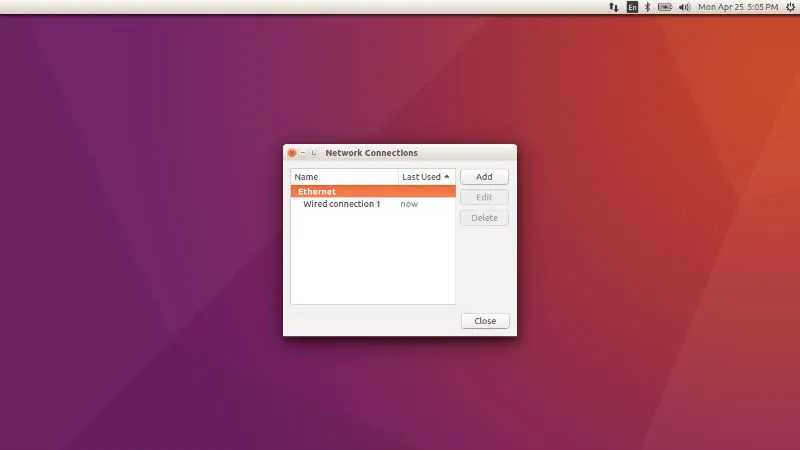 En Mon Apr 25 5:05 PM
Network Connections
Name Last Used Add
Ethernet Edit
Wired connection 1 now
Delete
Close